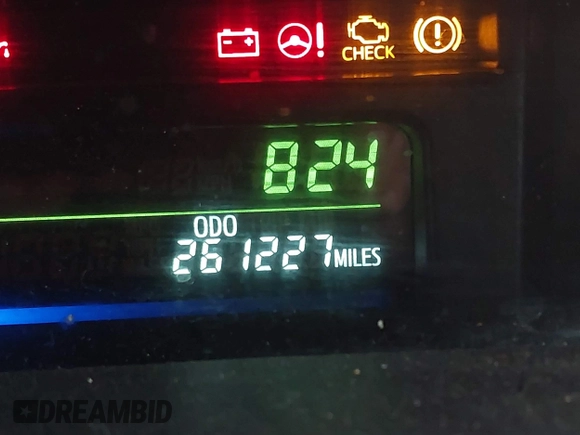 CHECK
824
ODO
261227 MILES
DREAMBID